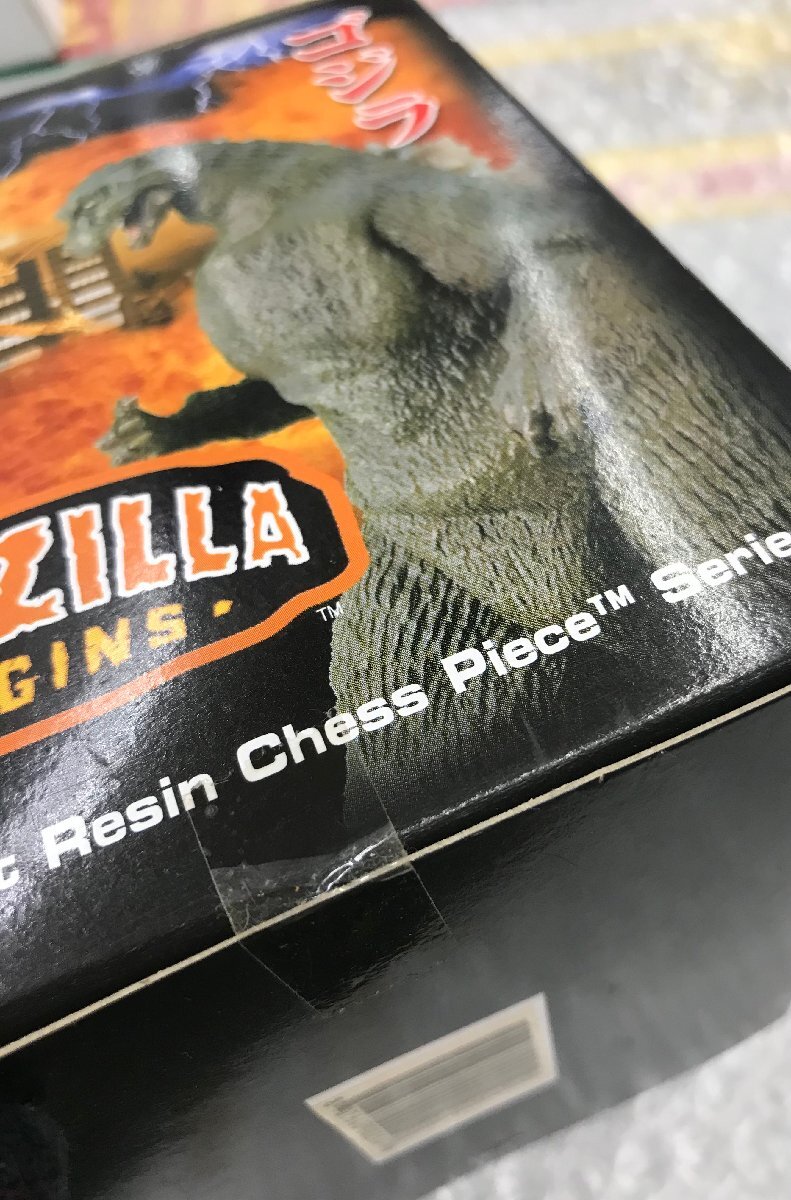 ゴジラ
ZILLA
GINS
TM
t Resin Chess Piece™ Serie